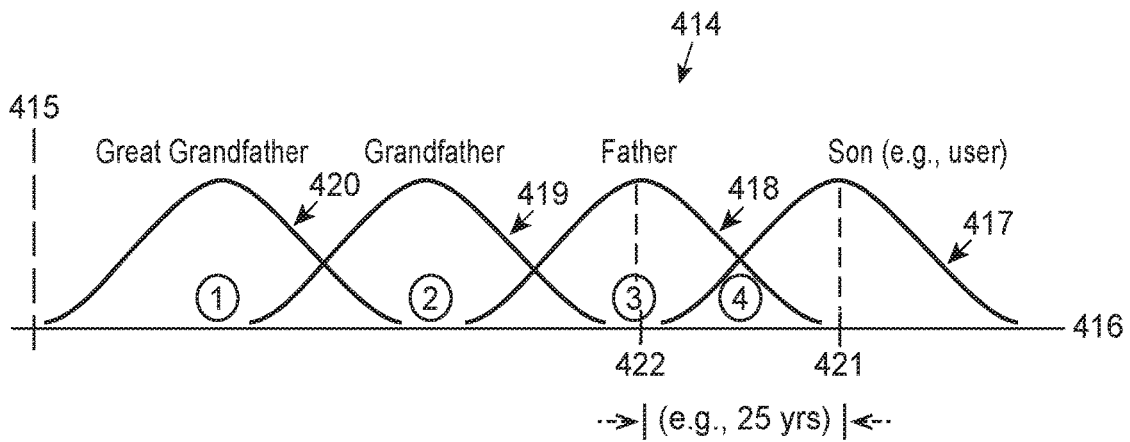 414
415
Great Grandfather Grandfather Father Son (e.g., user)
420 419 418 417
1 2 3 4
416
422 421
(e.g., 25 yrs)